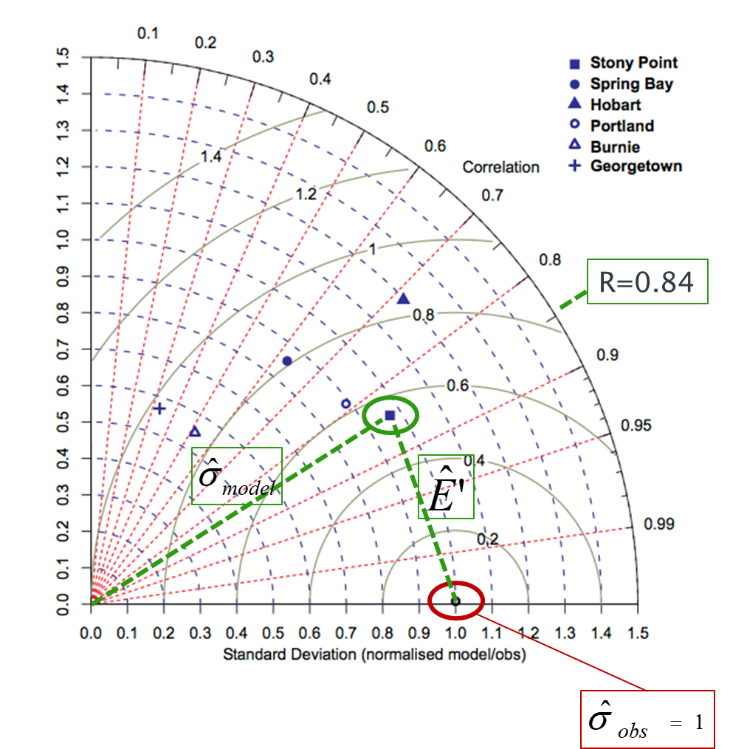 0.1
0.2
0.3
0.4
0.5
0.6
Correlation
0.7
0.8
0.9
0.95
0.99
Stony Point
Spring Bay
Hobart
Portland
Burnie
Georgetown
R=0.84
1.5
1.4
1.3
1.2
1.1
1.0
0.9
0.8
0.7
0.6
0.5
0.4
0.3
0.2
0.1
0.0
1.4
1.2
1
0.8
0.6
0.4
0.2
σ̂ model
Ê'
0.0 0.1 0.2 0.3 0.4 0.5 0.6 0.7 0.8 0.9 1.0 1.1 1.2 1.3 1.4 1.5
Standard Deviation (normalised model/obs)
σ̂ obs = 1